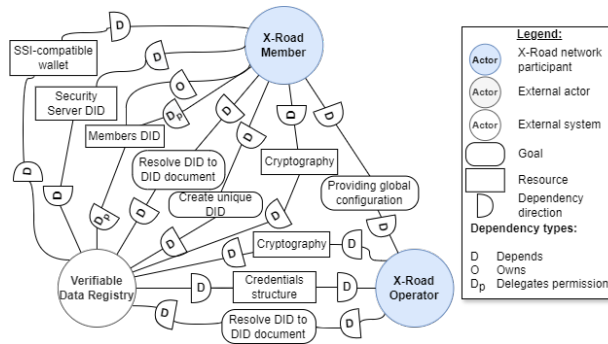 D
SSI-compatible
wallet
X-Road
Member
D
Security
Server DID
O
Members DID
Dp
D
D
D
D
Resolve DID to
DID document
Cryptography
Create unique
DID
Providing global
configuration
D
D
Dp
D
D
D
D
Cryptography
D
D
Verifiable
Data Registry
D
Credentials
structure
D
X-Road
Operator
D
Resolve DID to
DID document
D
Legend:
Actor
X-Road network
participant
Actor
External actor
Actor
External system
Goal
Resource
D
Dependency
direction
Dependency types:
D Depends
O Owns
Dp Delegates permission